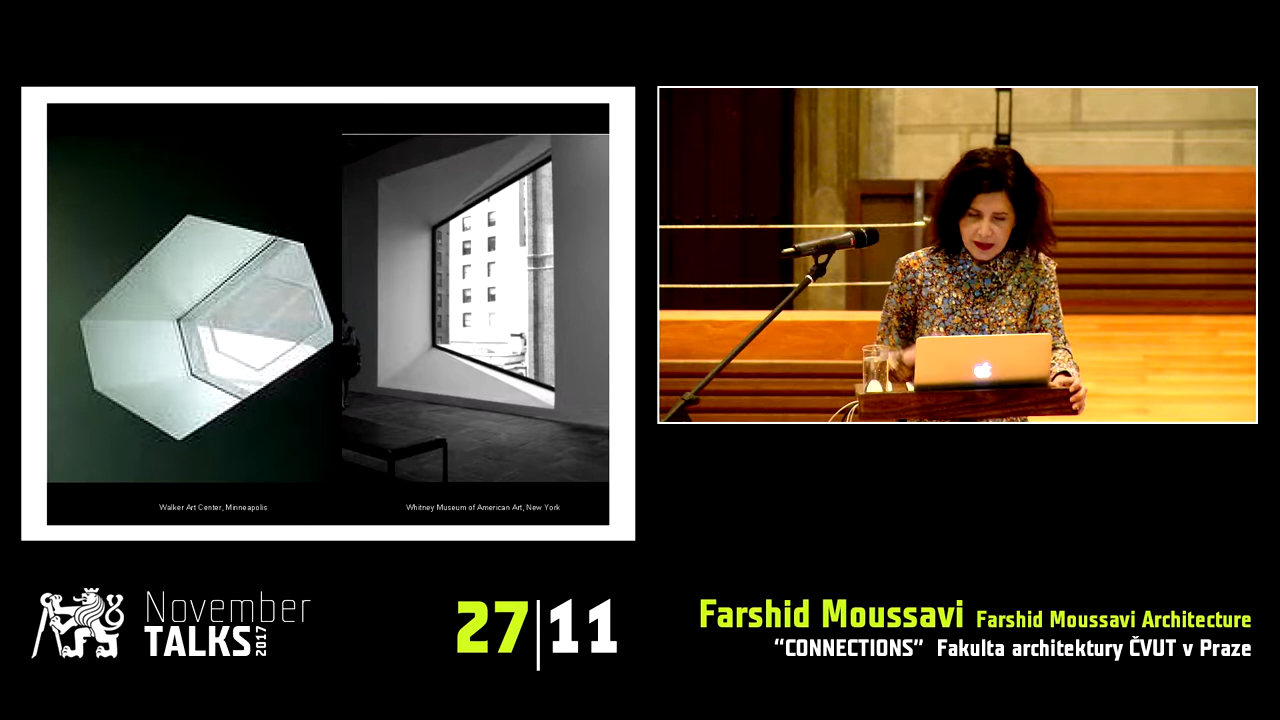 Walker Art Center, Minneapolis
Whitney Museum of American Art, New York
November
TALKS 2017
27|11
Farshid Moussavi Farshid Moussavi Architecture
“CONNECTIONS” Fakulta architektury ČVUT v Praze